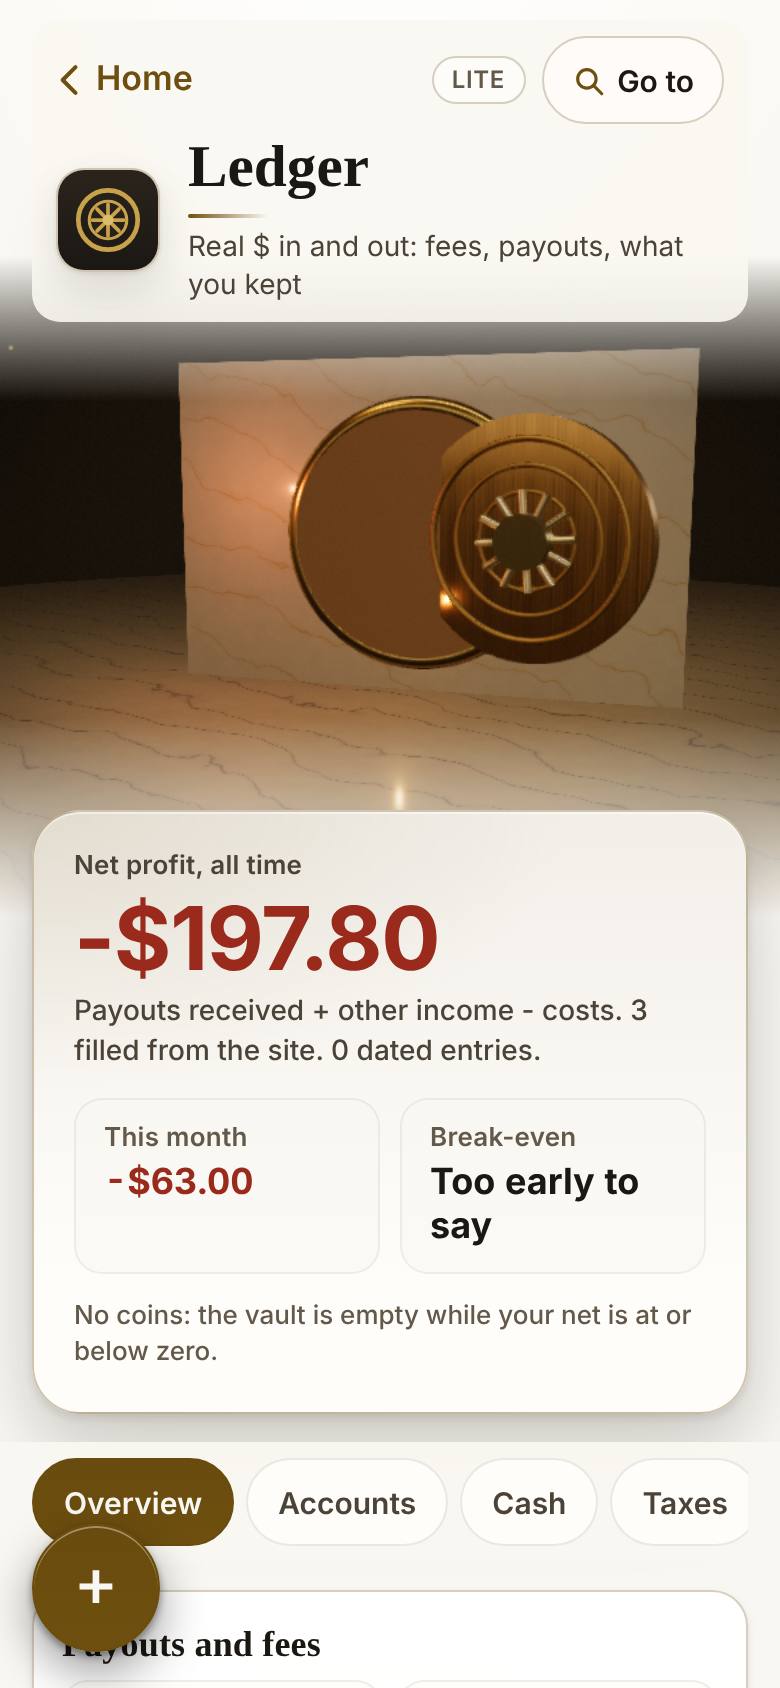 Home
LITE
Go to
Ledger
Real $ in and out: fees, payouts, what
you kept
Net profit, all time
-$197.80
Payouts received + other income - costs. 3
filled from the site. 0 dated entries.
This month
-$63.00
Break-even
Too early to
say
No coins: the vault is empty while your net is at or
below zero.
Overview
Accounts
Cash
Taxes
+
Payouts and fees